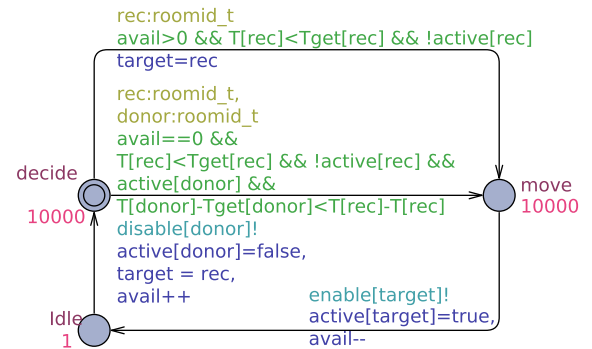 rec:roomid_t
avail>0 && T[rec]<Tget[rec] && !active[rec]
target=rec
rec:roomid_t,
donor:roomid_t
avail==0 &&
T[rec]<Tget[rec] && !active[rec] &&
active[donor] &&
T[donor]-Tget[donor]<T[rec]-T[rec]
disable[donor]!
active[donor]=false,
target = rec,
avail++
decide
10000
move
10000
Idle
1
enable[target]!
active[target]=true,
avail--